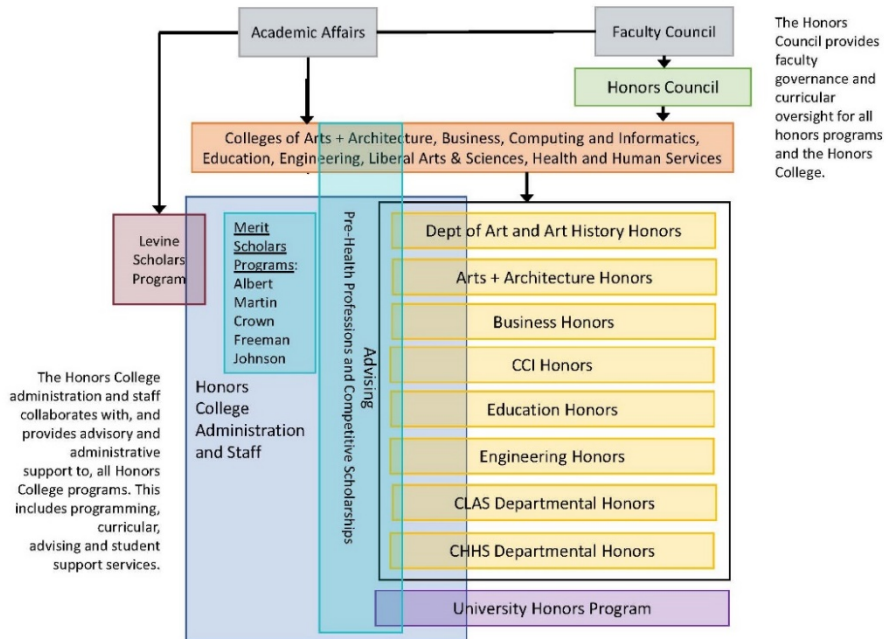 Academic Affairs
Faculty Council
The Honors
Council provides
faculty
governance and
curricular
oversight for all
honors programs
and the Honors
College.
Honors Council
Colleges of Arts + Architecture, Business, Computing and Informatics,
Education, Engineering, Liberal Arts & Sciences, Health and Human Services
Levine
Scholars
Program
Merit
Scholars
Programs:
Albert
Martin
Crown
Freeman
Johnson
Pre-Health Professions and Competitive Scholarships
Advising
Dept of Art and Art History Honors
Arts + Architecture Honors
Business Honors
CCI Honors
Education Honors
Engineering Honors
CLAS Departmental Honors
CHHS Departmental Honors
Honors
College
Administration
and Staff
The Honors College
administration and staff
collaborates with, and
provides advisory and
administrative
support to, all Honors
College programs. This
includes programming,
curricular,
advising and student
support services.
University Honors Program